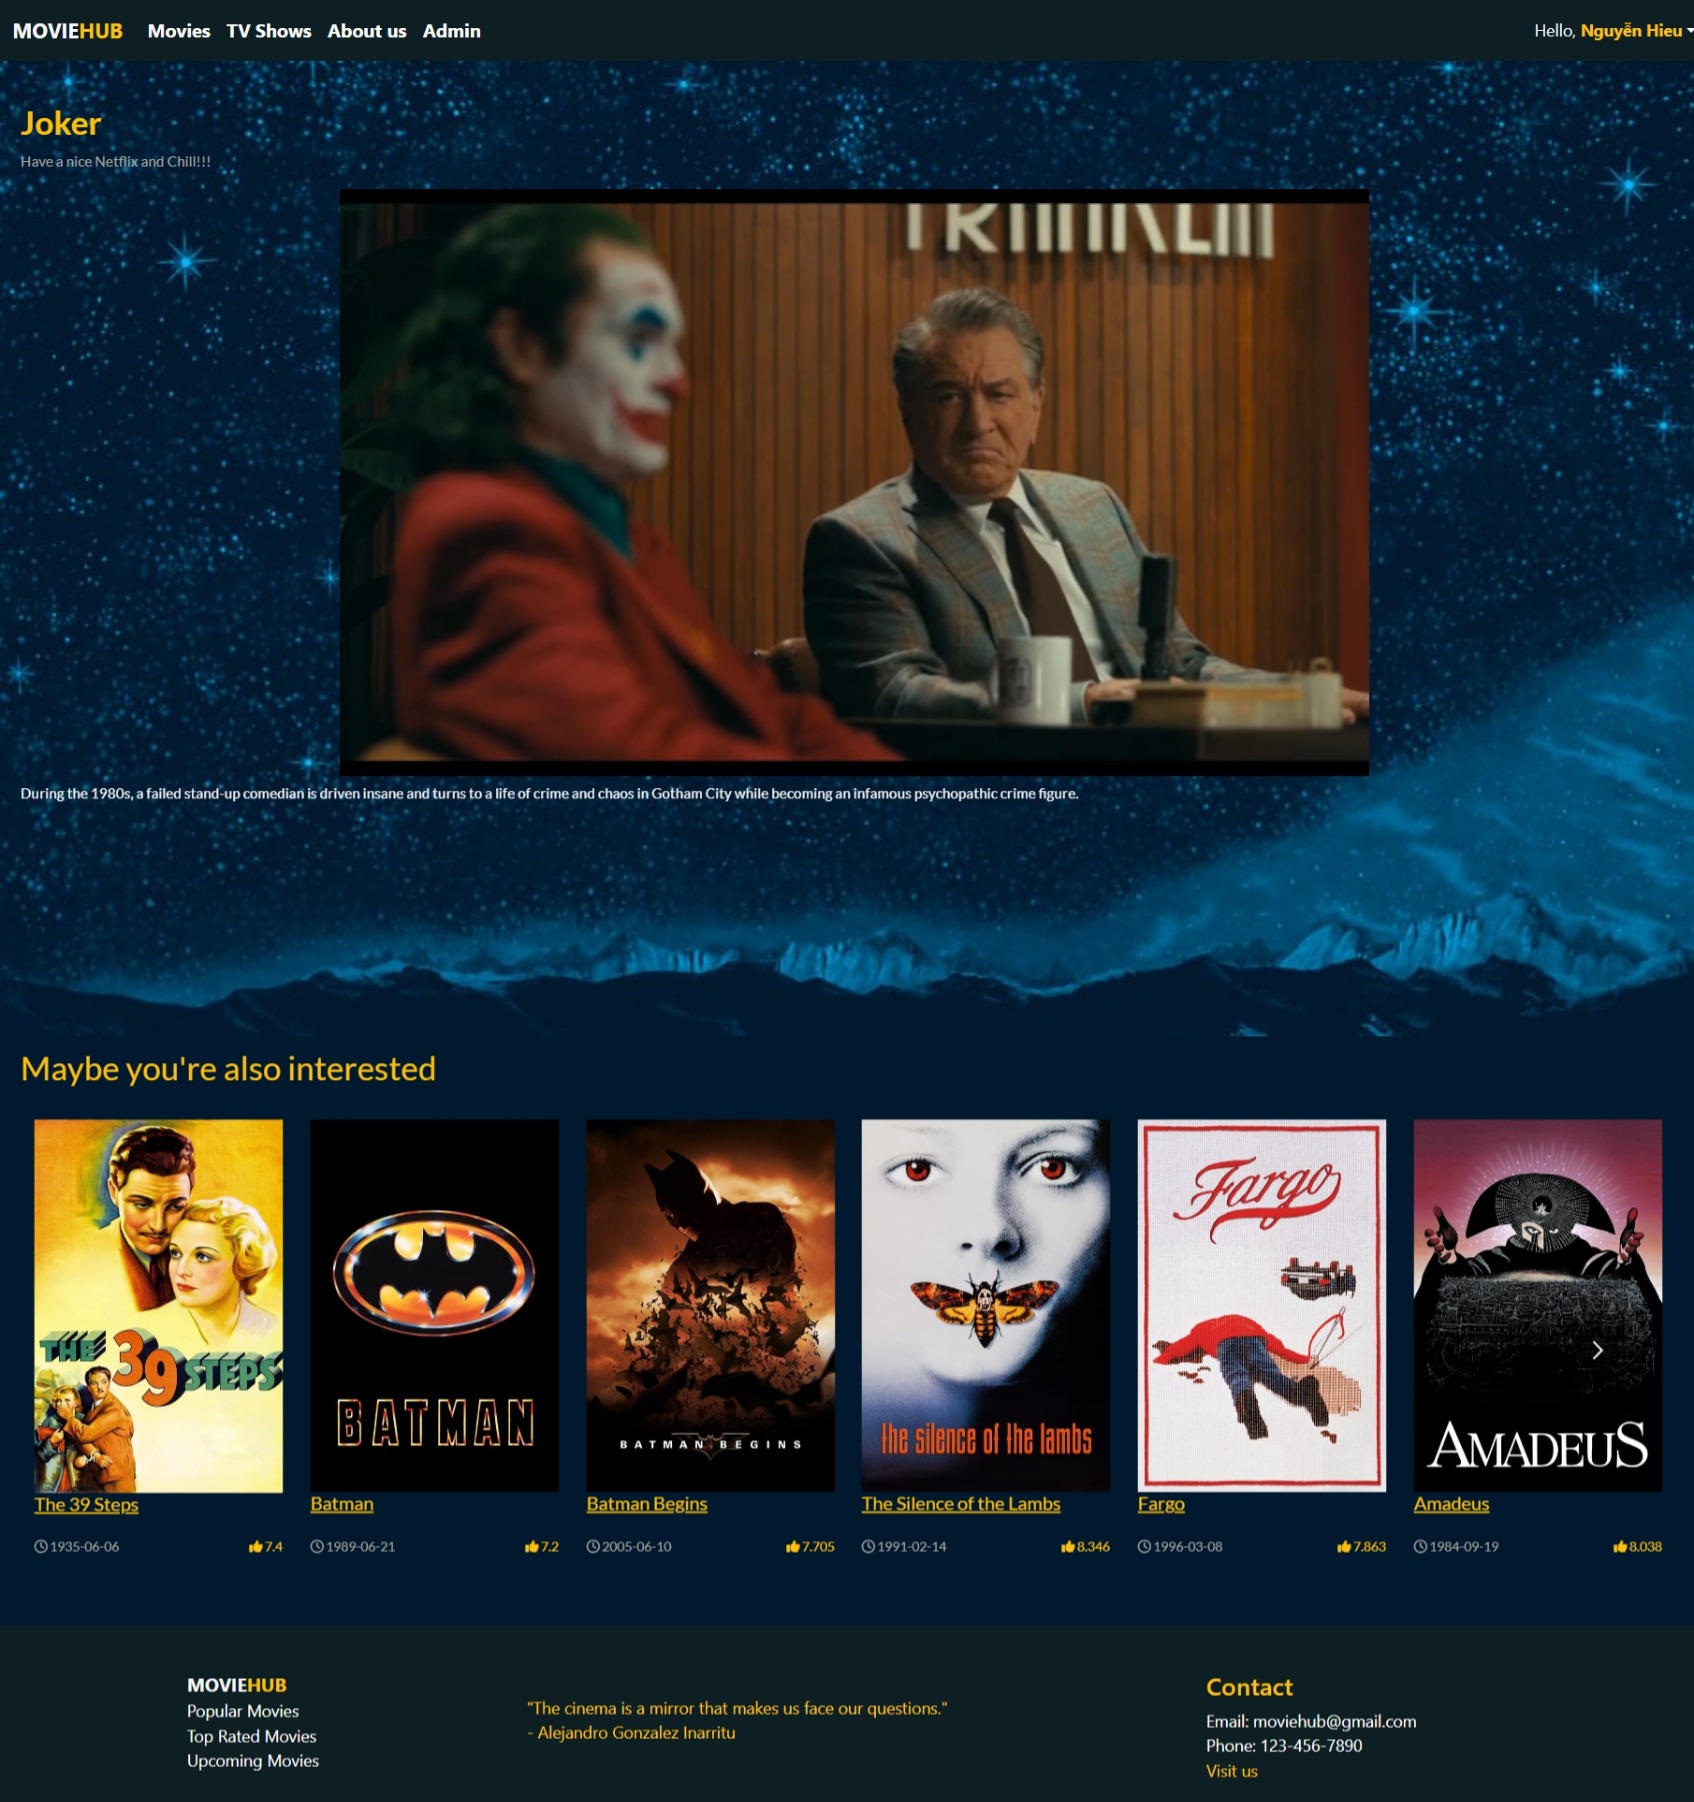 MOVIEHUB Movies TV Shows About us Admin Hello, Nguyễn Hieu
Joker
Have a nice Netflix and Chill!!!
During the 1980s, a failed stand-up comedian is driven insane and turns to a life of crime and chaos in Gotham City while becoming an infamous psychopathic crime figure.
Maybe you're also interested
THE 39 STEPS
BATMAN
BATMAN BEGINS
the silence of the lambs
Fargo
AMADEUS
The 39 Steps
1935-06-06 7.4
Batman
1989-06-21 7.2
Batman Begins
2005-06-10 7.705
The Silence of the Lambs
1991-02-14 8.346
Fargo
1996-03-08 7.863
Amadeus
1984-09-19 8.038
MOVIEHUB
Popular Movies
Top Rated Movies
Upcoming Movies
"The cinema is a mirror that makes us face our questions."
- Alejandro Gonzalez Inarritu
Contact
Email: moviehub@gmail.com
Phone: 123-456-7890
Visit us